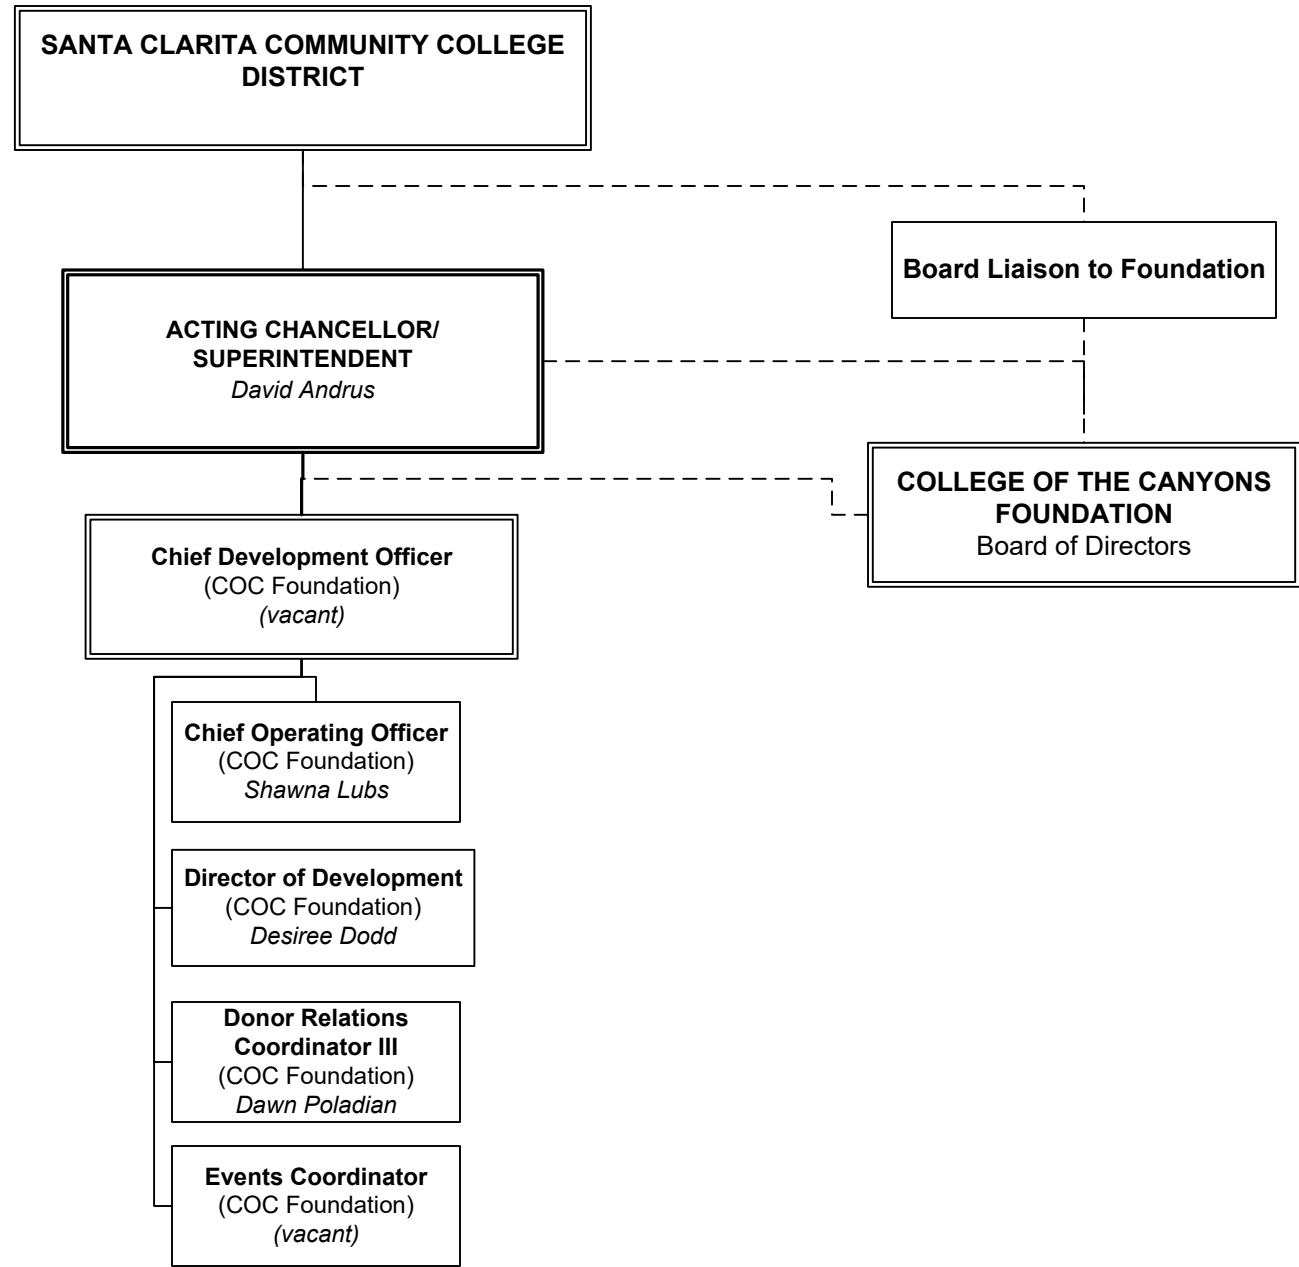 SANTA CLARITA COMMUNITY COLLEGE
DISTRICT
Board Liaison to Foundation
ACTING CHANCELLOR/
SUPERINTENDENT
David Andrus
COLLEGE OF THE CANYONS
FOUNDATION
Board of Directors
Chief Development Officer
(COC Foundation)
(vacant)
Chief Operating Officer
(COC Foundation)
Shawna Lubs
Director of Development
(COC Foundation)
Desiree Dodd
Donor Relations
Coordinator III
(COC Foundation)
Dawn Poladian
Events Coordinator
(COC Foundation)
(vacant)